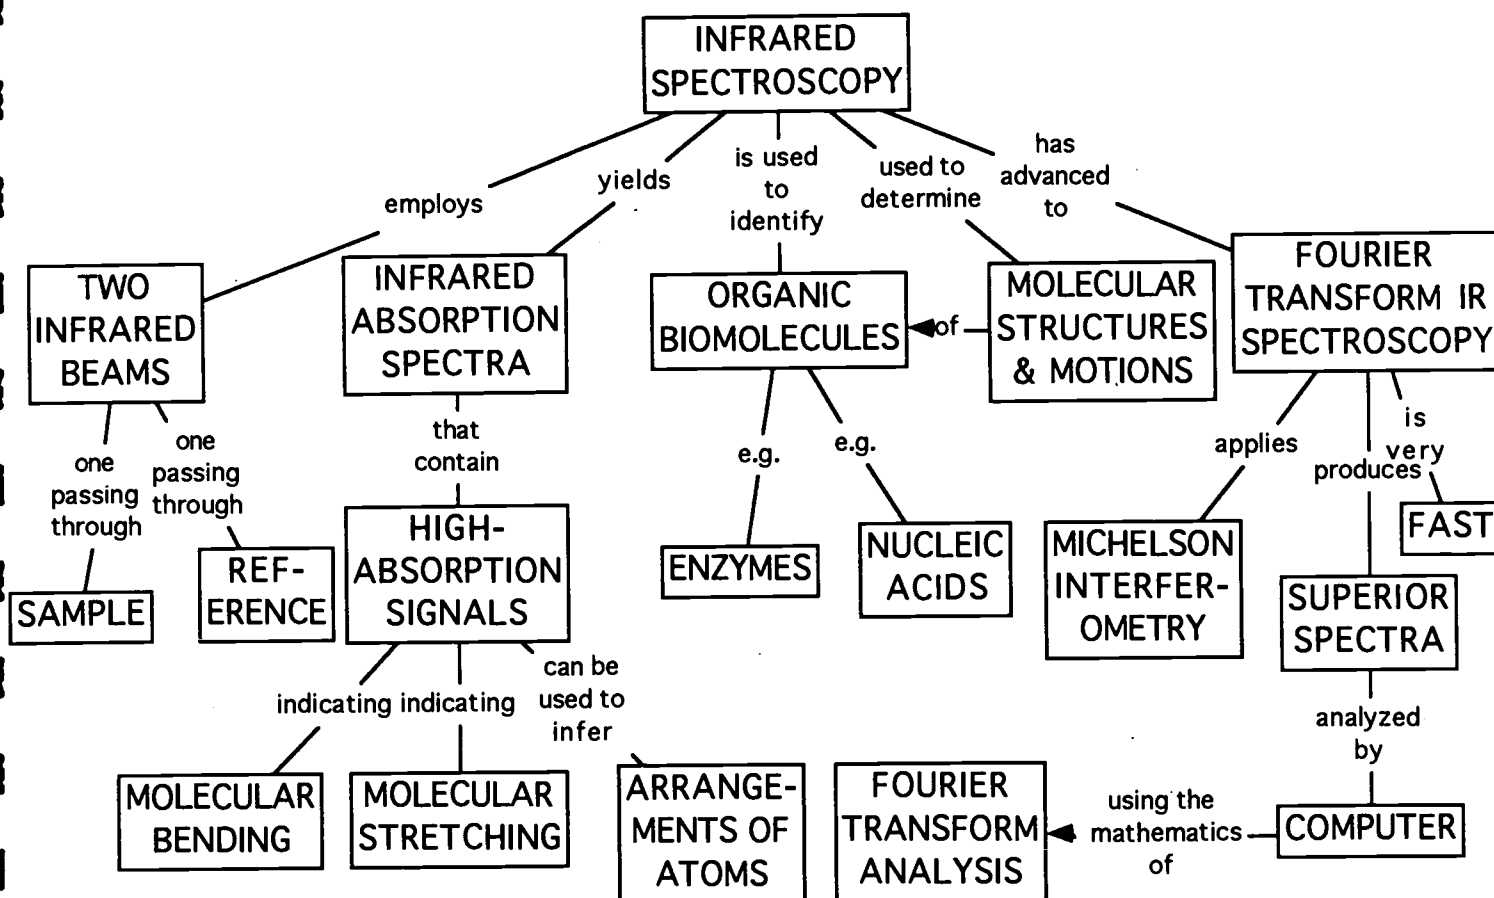 INFRARED
SPECTROSCOPY
employs
yields
is used
to
identify
used to
determine
has
advanced
to
TWO
INFRARED
BEAMS
INFRARED
ABSORPTION
SPECTRA
ORGANIC
BIOMOLECULES
of
MOLECULAR
STRUCTURES
& MOTIONS
FOURIER
TRANSFORM IR
SPECTROSCOPY
one
passing
through
one
passing
through
that
contain
e.g.
e.g.
applies
produces
is
very
SAMPLE
REF-
ERENCE
HIGH-
ABSORPTION
SIGNALS
ENZYMES
NUCLEIC
ACIDS
MICHELSON
INTERFER-
OMETRY
SUPERIOR
SPECTRA
FAST
indicating
indicating
can be
used to
infer
analyzed
by
MOLECULAR
BENDING
MOLECULAR
STRETCHING
ARRANGE-
MENTS OF
ATOMS
FOURIER
TRANSFORM
ANALYSIS
using the
mathematics
of
COMPUTER